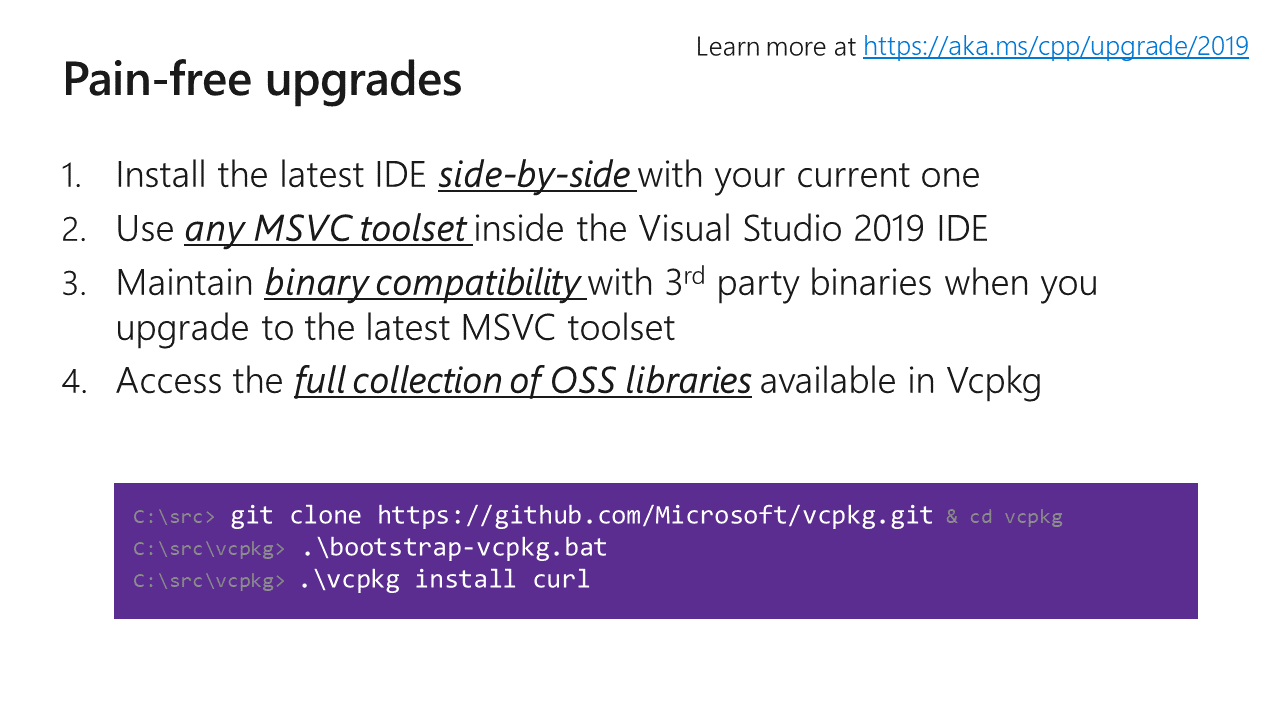 Learn more at https://aka.ms/cpp/upgrade/2019
Pain-free upgrades
1. Install the latest IDE side-by-side with your current one
2. Use any MSVC toolset inside the Visual Studio 2019 IDE
3. Maintain binary compatibility with 3rd party binaries when you
upgrade to the latest MSVC toolset
4. Access the full collection of OSS libraries available in Vcpkg
C:\src> git clone https://github.com/Microsoft/vcpkg.git & cd vcpkg
C:\src\vcpkg> .\bootstrap-vcpkg.bat
C:\src\vcpkg> .\vcpkg install curl